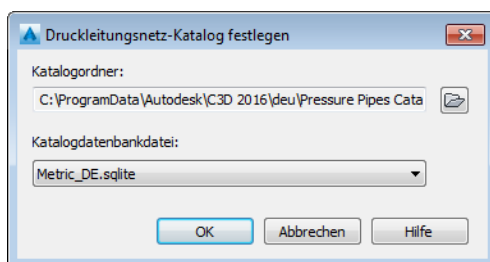 Druckleitungsnetz-Katalog festlegen
Katalogordner:
C:\ProgramData\Autodesk\C3D 2016\deu\Pressure Pipes Cata
Katalogdatenbankdatei:
Metric_DE.sqlite
OK Abbrechen Hilfe